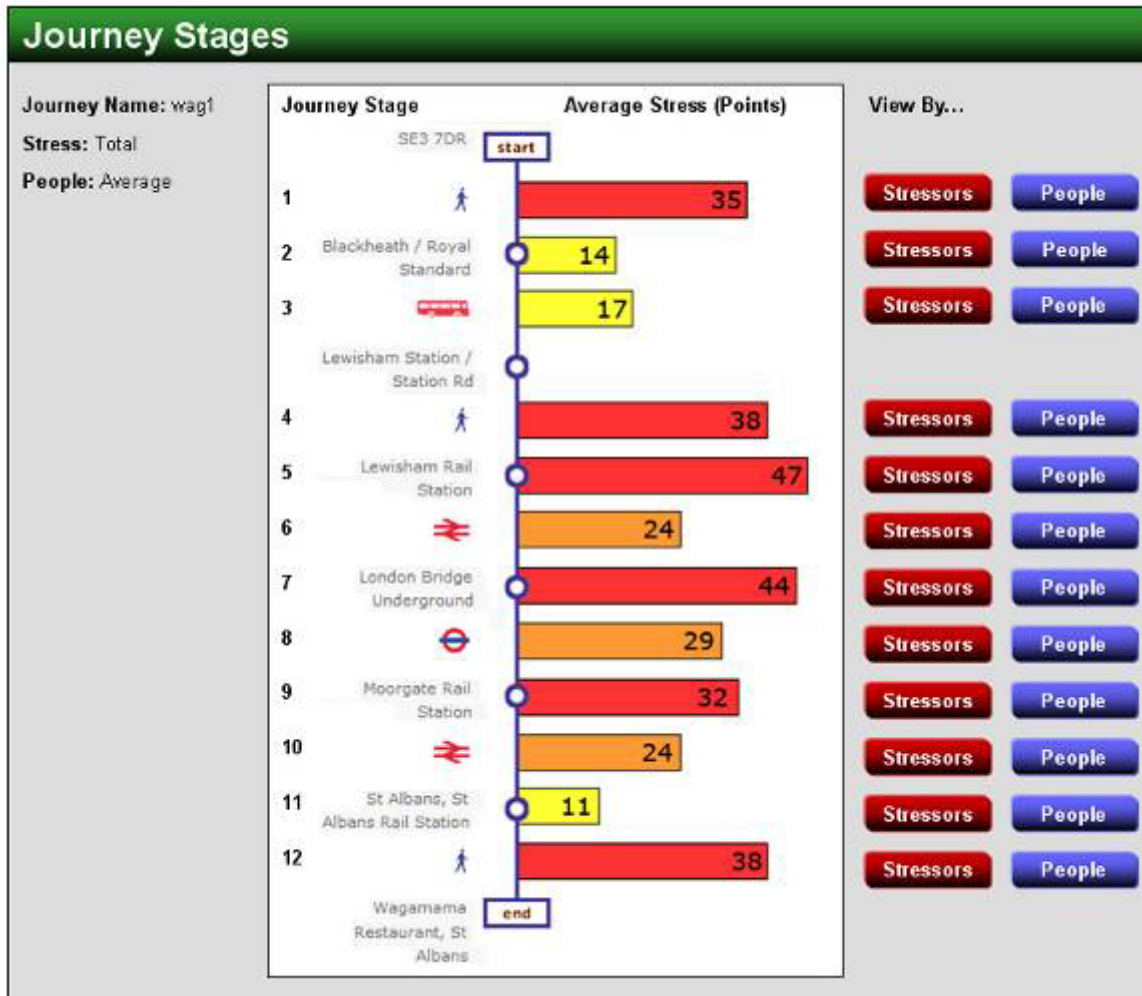 Journey Stages
Journey Name: wag1
Stress: Total
People: Average
Journey Stage Average Stress (Points)
View By...
SE3 7DR
start
1 35 Stressors People
2 Blackheath / Royal
Standard
14 Stressors People
3 17 Stressors People
Lewisham Station /
Station Rd
4 38 Stressors People
5 Lewisham Rail
Station
47 Stressors People
6 24 Stressors People
7 London Bridge
Underground
44 Stressors People
8 29 Stressors People
9 Moorgate Rail
Station
32 Stressors People
10 24 Stressors People
11 St Albans, St
Albans Rail Station
11 Stressors People
12 38 Stressors People
Wagamama
Restaurant, St
Albans
end